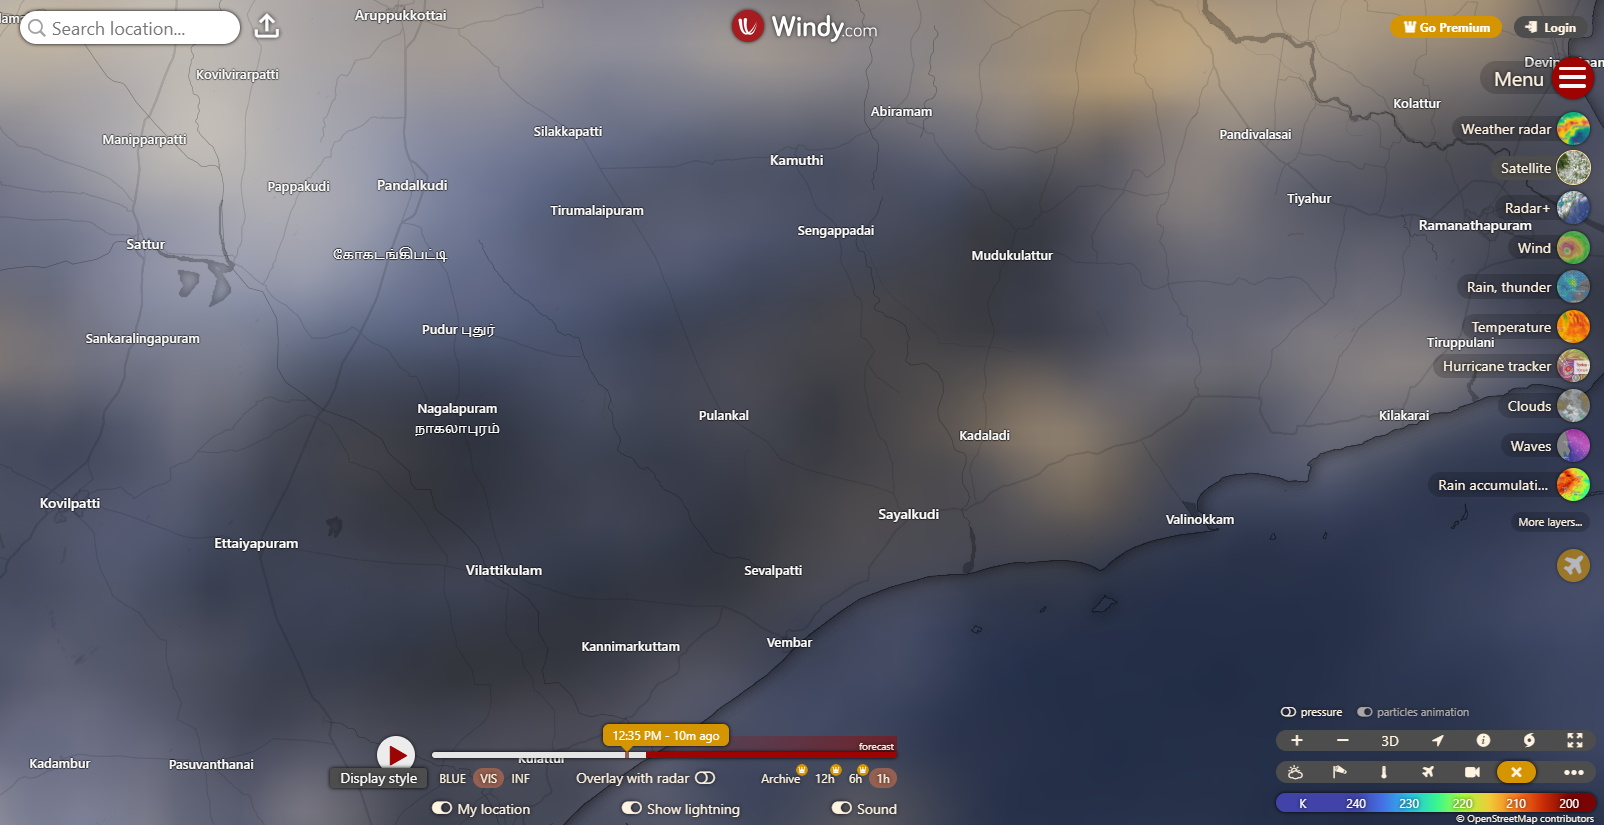 Aruppukkottai
Search location...
Windy.com
Go Premium
Login
Kovilvirarpatti
Menu
Abiramam
Kolattur
Silakkapatti
Pandivalasai
Weather radar
Manipparpatti
Kamuthi
Satellite
Pappakudi
Pandalkudi
Tirumalaipuram
Tiyahur
Radar+
Sengappadai
Ramanathapuram
Sattur
கோகடங்கிபட்டி
Mudukulattur
Wind
Rain, thunder
Pudur புதுர்
Temperature
Sankaralingapuram
Tiruppulani
Hurricane tracker
Nagalapuram
நாகலாபுரம்
Pulankal
Kadaladi
Kilakarai
Clouds
Waves
Rain accumulati...
Kovilpatti
Sayalkudi
Valinokkam
More layers...
Ettaiyapuram
Vilattikulam
Sevalpatti
Kannimarkuttam
Vembar
pressure
particles animation
12:35 PM - 10m ago
forecast
3D
Kadambur
Pasuvanthanai
Kulattur
Display style
BLUE
VIS
INF
Overlay with radar
Archive
12h
6h
1h
My location
Show lightning
Sound
K 240 230 220 210 200
© OpenStreetMap contributors